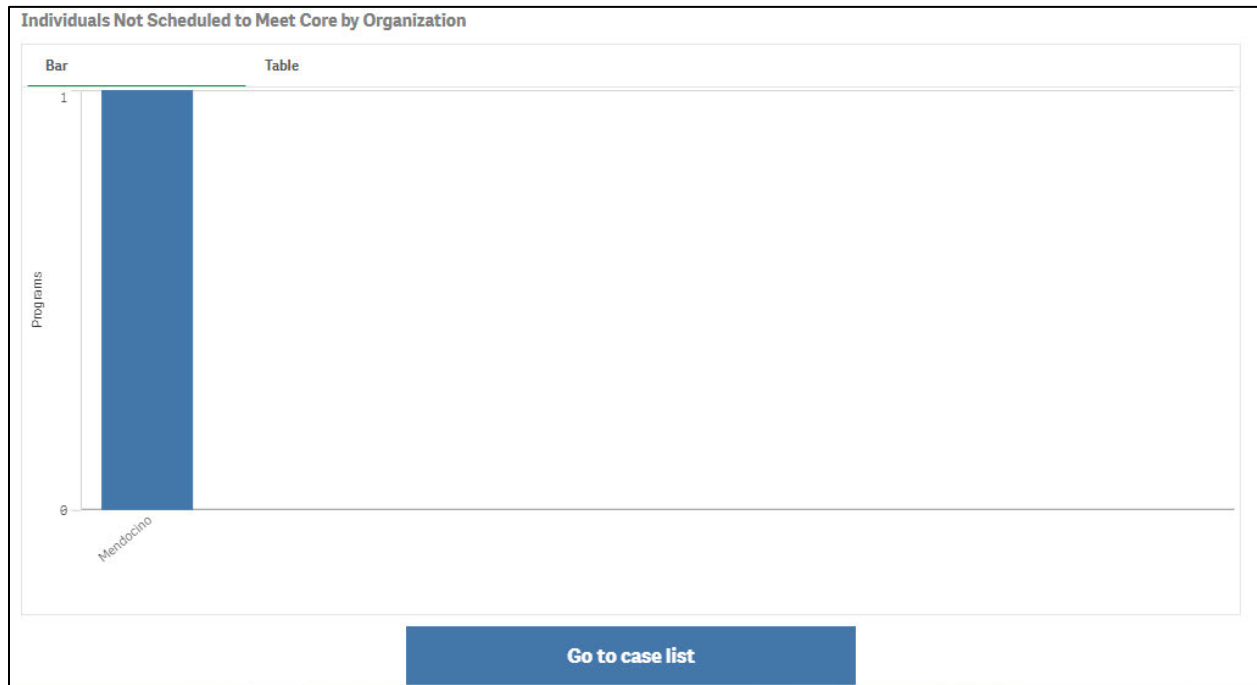 Individuals Not Scheduled to Meet Core by Organization
Bar Table
1
Programs
0
Mendocino
Go to case list